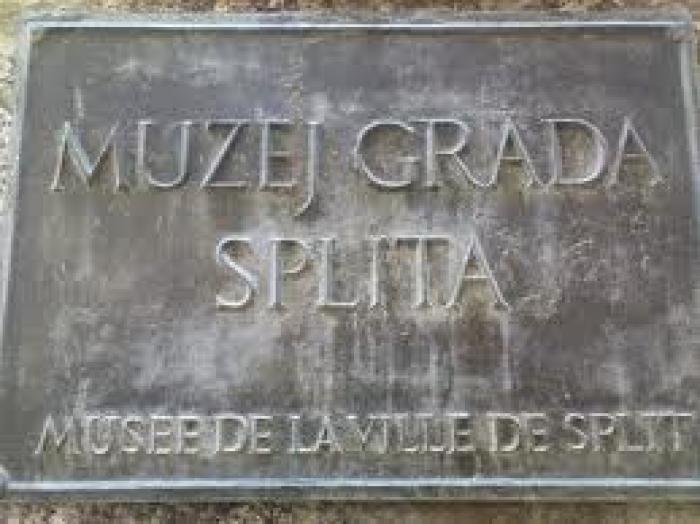 MUZEJ GRADA
SPLITA
MUSEE DE LA VILLE DE SPLIT